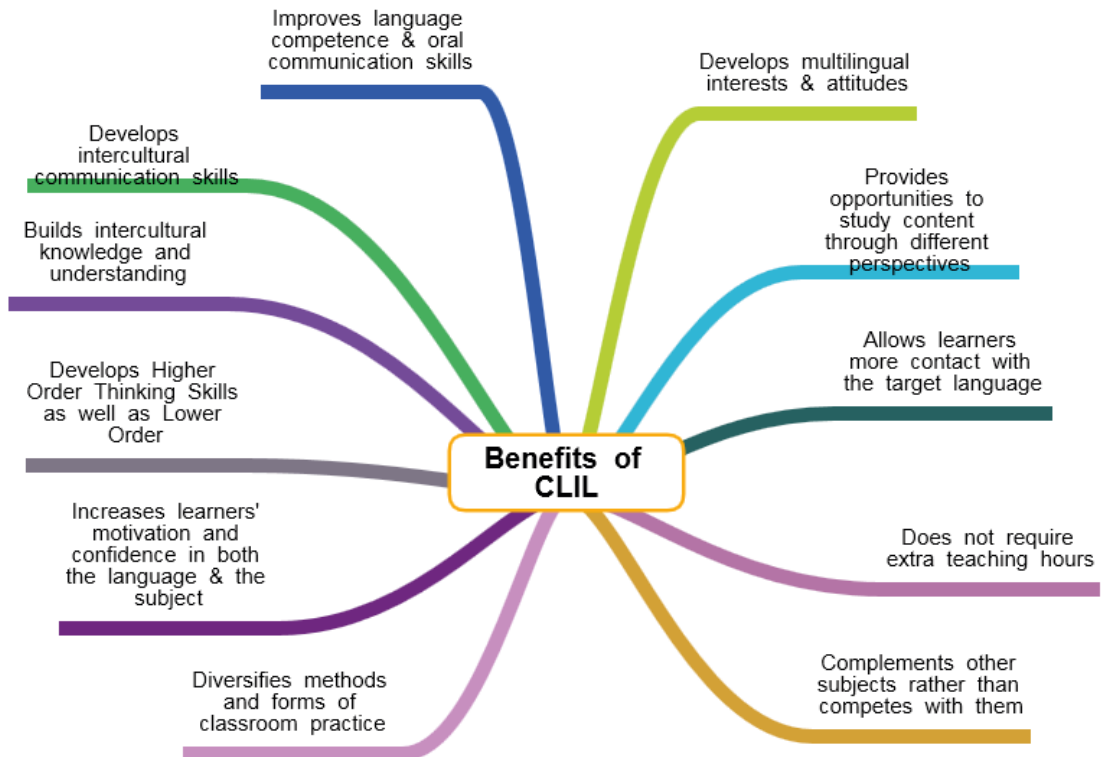 Improves language
competence & oral
communication skills
Develops multilingual
interests & attitudes
Develops
intercultural
communication skills
Provides
opportunities to
study content
through different
perspectives
Builds intercultural
knowledge and
understanding
Allows learners
more contact with
the target language
Develops Higher
Order Thinking Skills
as well as Lower
Order
Benefits of
CLIL
Increases learners'
motivation and
confidence in both
the language & the
subject
Does not require
extra teaching hours
Diversifies methods
and forms of
classroom practice
Complements other
subjects rather than
competes with them